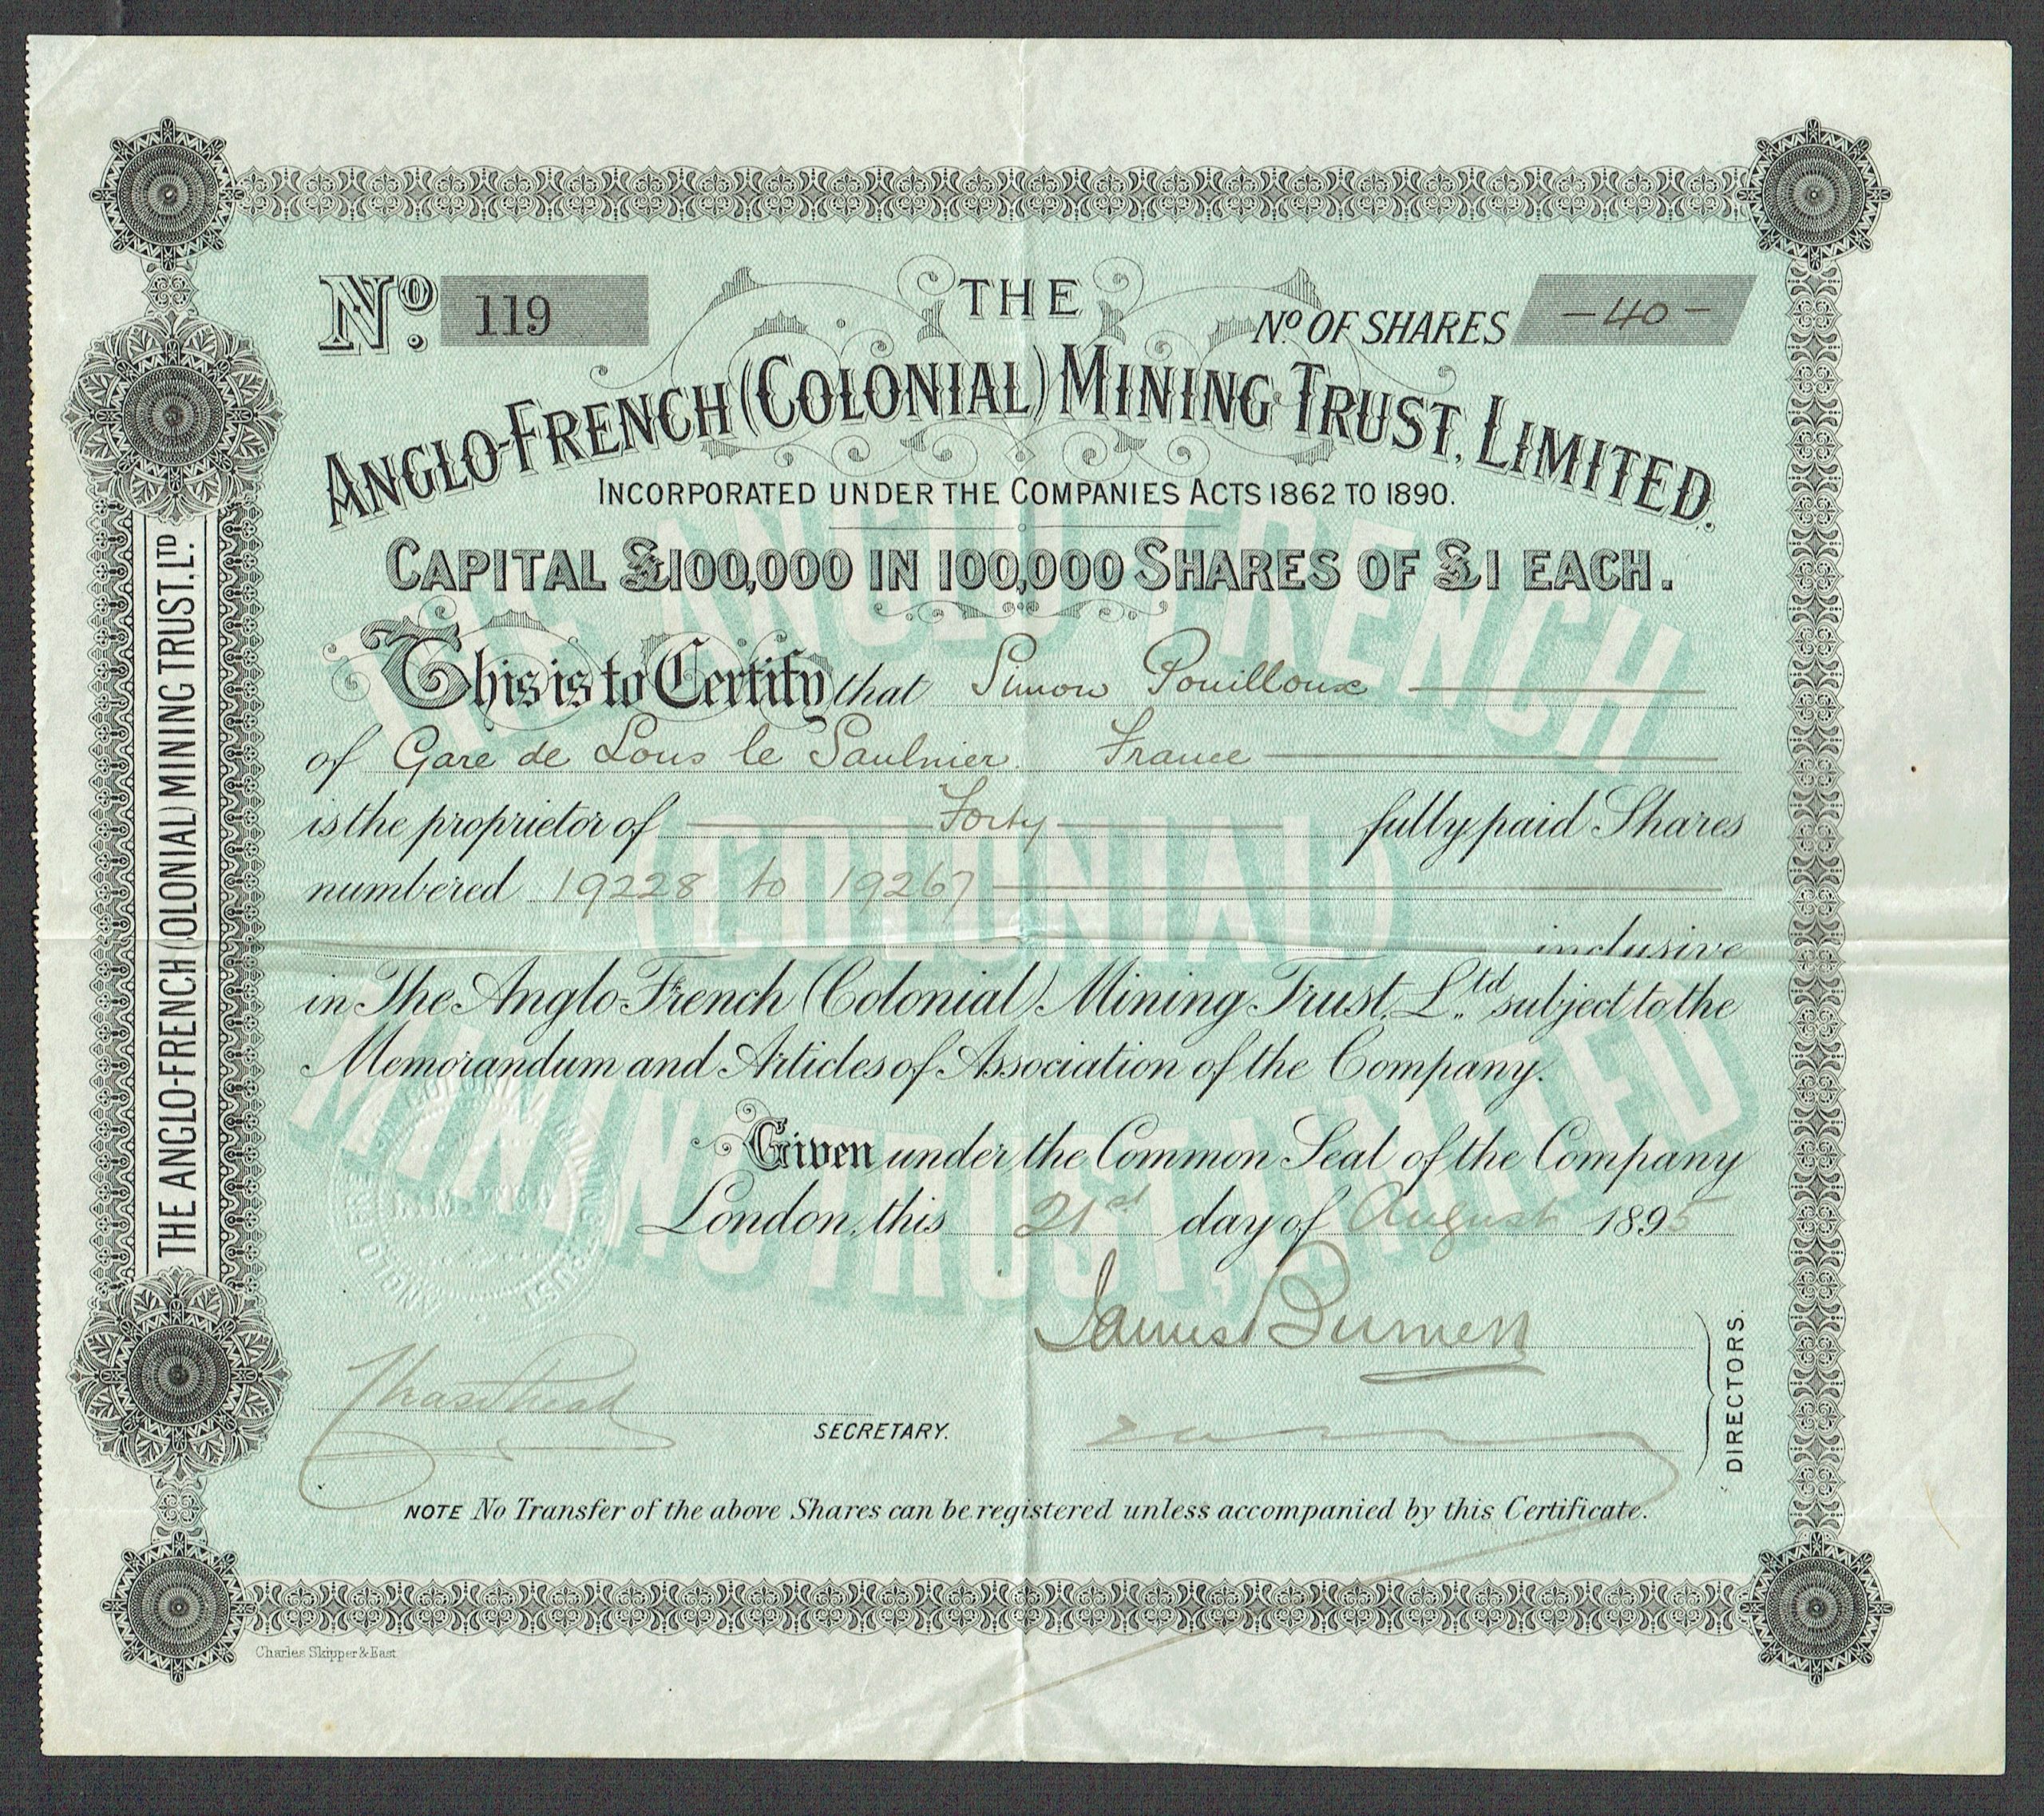 THE
No. 119
No. OF SHARES -40-
ANGLO-FRENCH (COLONIAL) MINING TRUST, LIMITED.
INCORPORATED UNDER THE COMPANIES ACTS 1862 TO 1890.
CAPITAL £100,000 IN 100,000 SHARES OF £1 EACH.
This is to Certify that Simon Pouilloux
of Gare de Lons le Saulnier France
is the proprietor of Forty fully paid Shares
numbered 19228 to 19267
inclusive
in The Anglo-French (Colonial) Mining Trust, Ltd. subject to the
Memorandum and Articles of Association of the Company.
Given under the Common Seal of the Company
London, this 21st day of August 1895
James
SECRETARY.
DIRECTORS.
NOTE No Transfer of the above Shares can be registered unless accompanied by this Certificate.
Charles Skipper & East
THE ANGLO-FRENCH (COLONIAL) MINING TRUST, LTD.
THE ANGLO FRENCH
(COLONIAL)
MINING TRUST, LIMITED